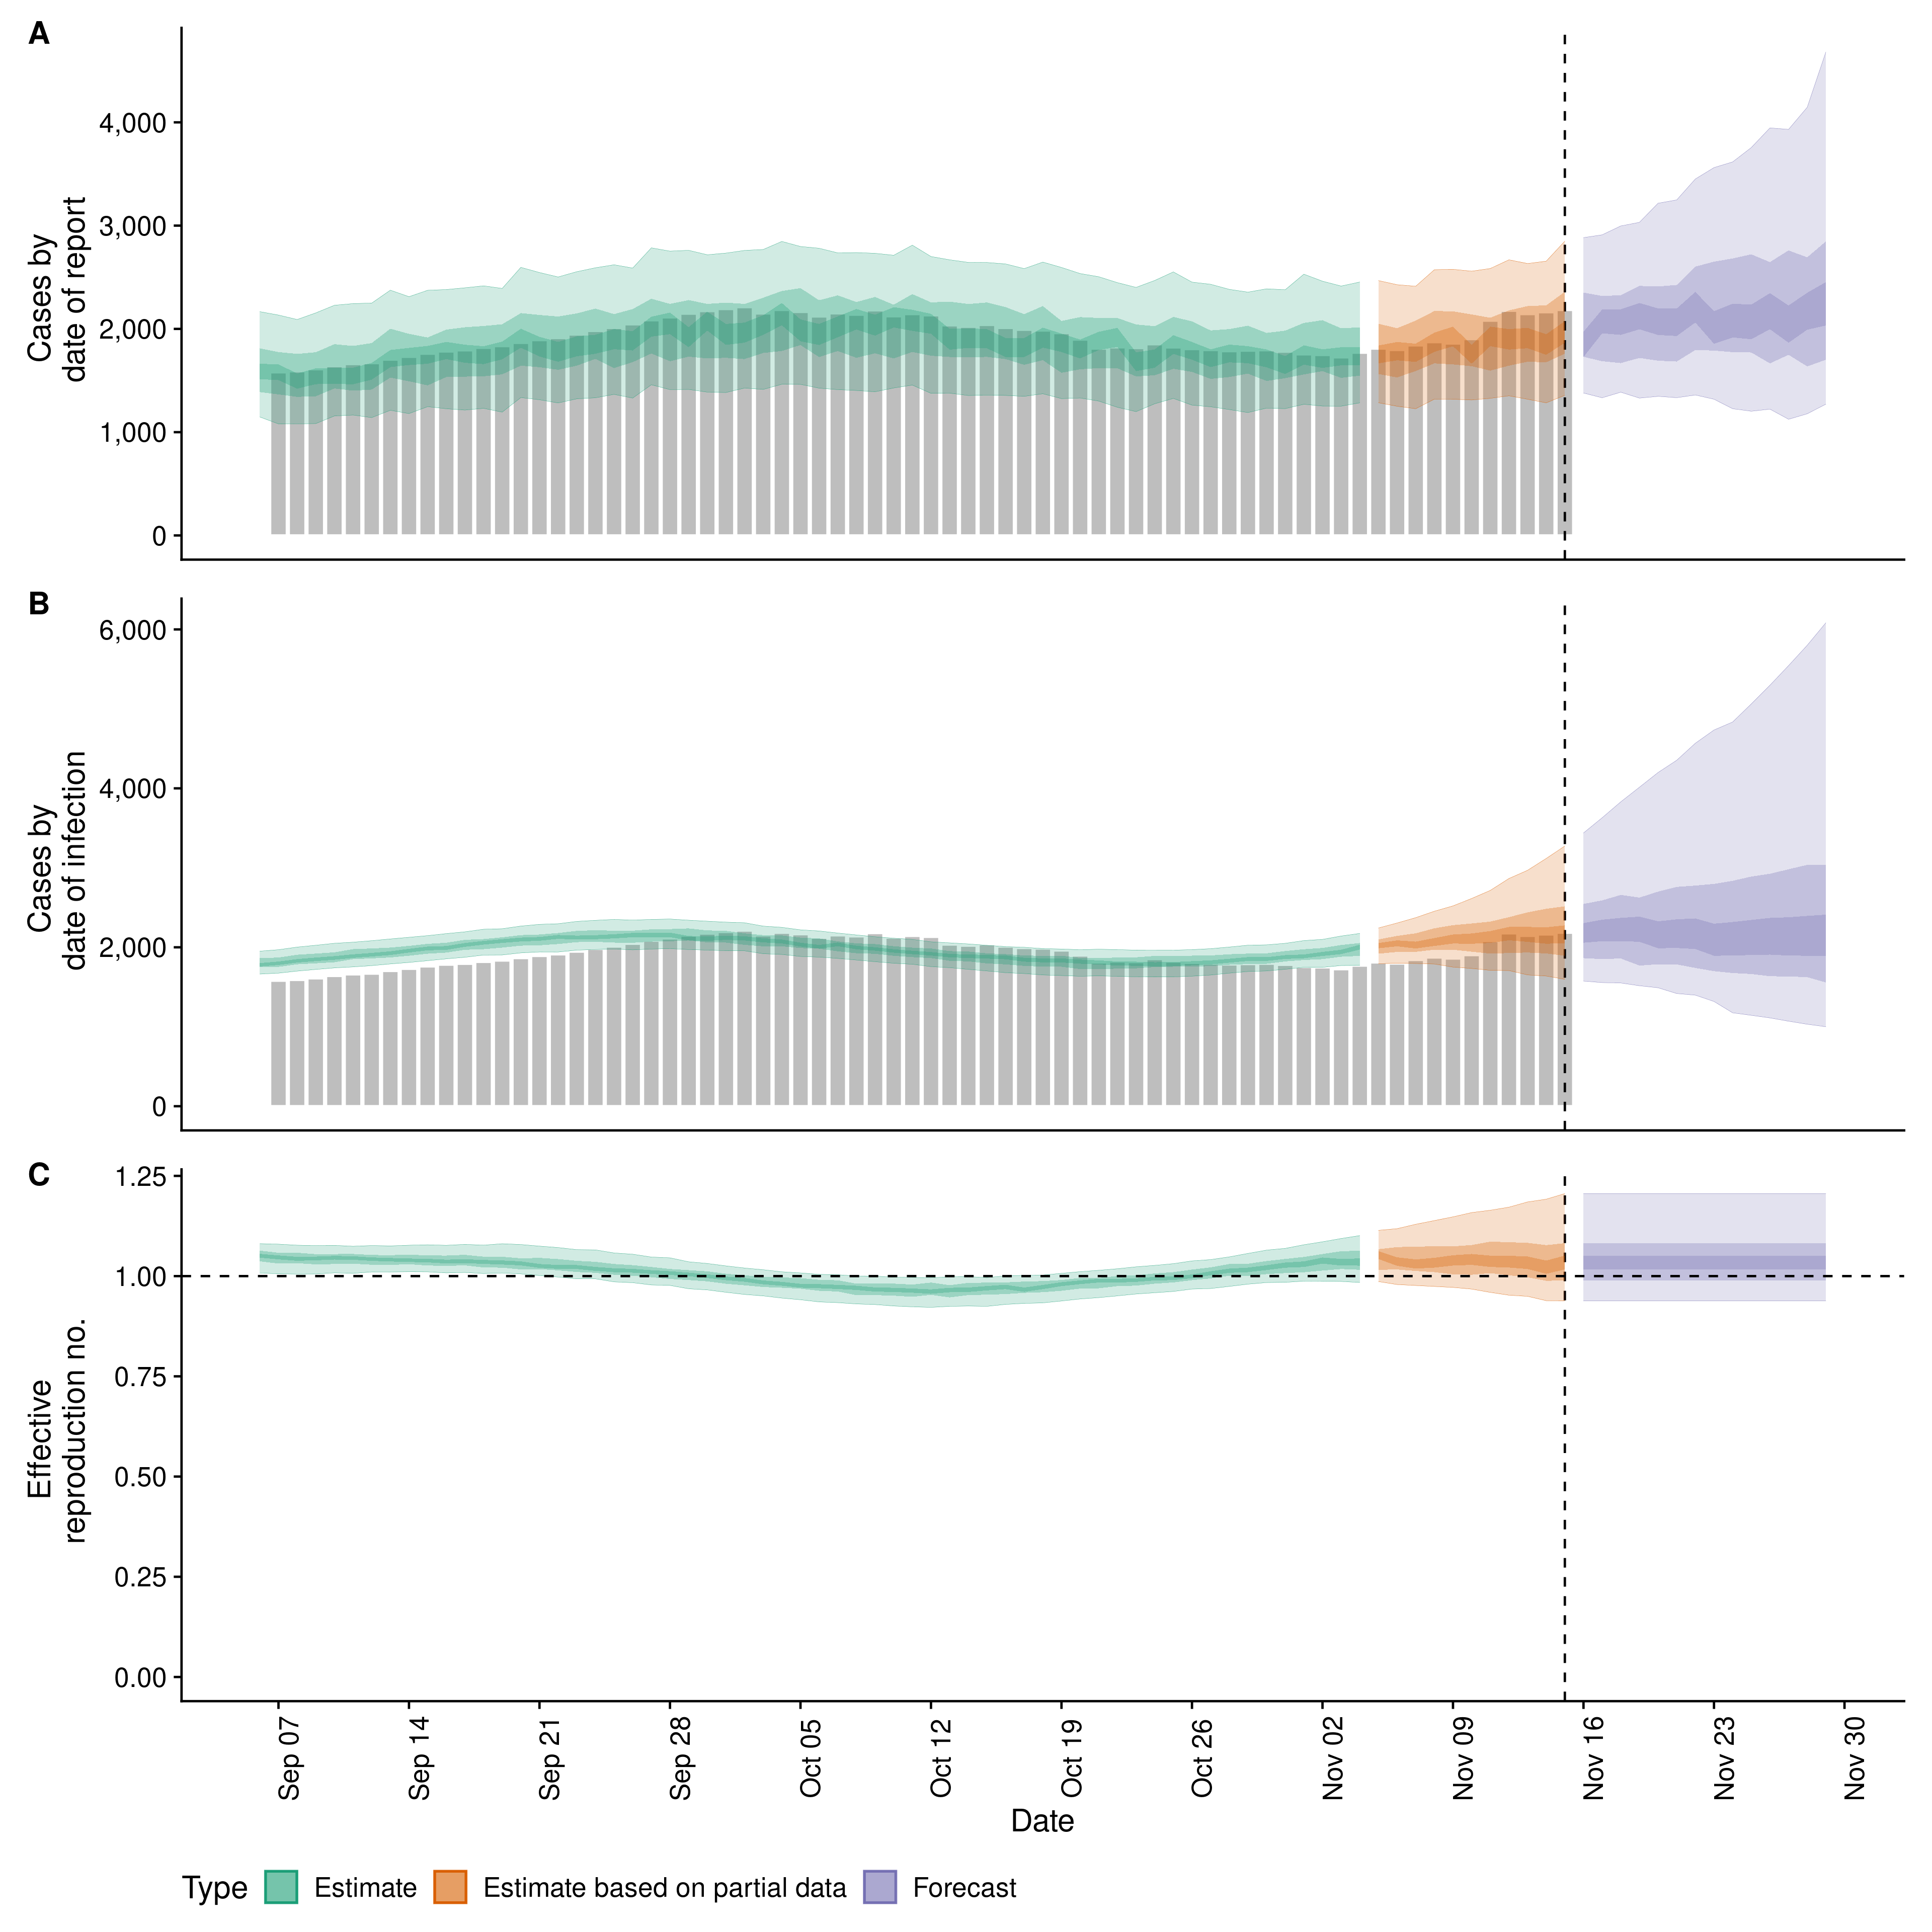 A
Cases by
date of report
4,000
3,000
2,000
1,000
0
B
Cases by
date of infection
6,000
4,000
2,000
0
C
Effective
reproduction no.
1.25
1.00
0.75
0.50
0.25
0.00
Sep 07
Sep 14
Sep 21
Sep 28
Oct 05
Oct 12
Oct 19
Oct 26
Nov 02
Nov 09
Nov 16
Nov 23
Nov 30
Date
Type
Estimate
Estimate based on partial data
Forecast